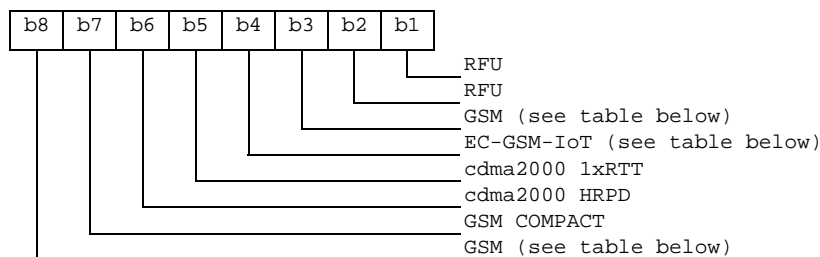 b8 b7 b6 b5 b4 b3 b2 b1
RFU
RFU
GSM (see table below)
EC-GSM-IoT (see table below)
cdma2000 1xRTT
cdma2000 HRPD
GSM COMPACT
GSM (see table below)